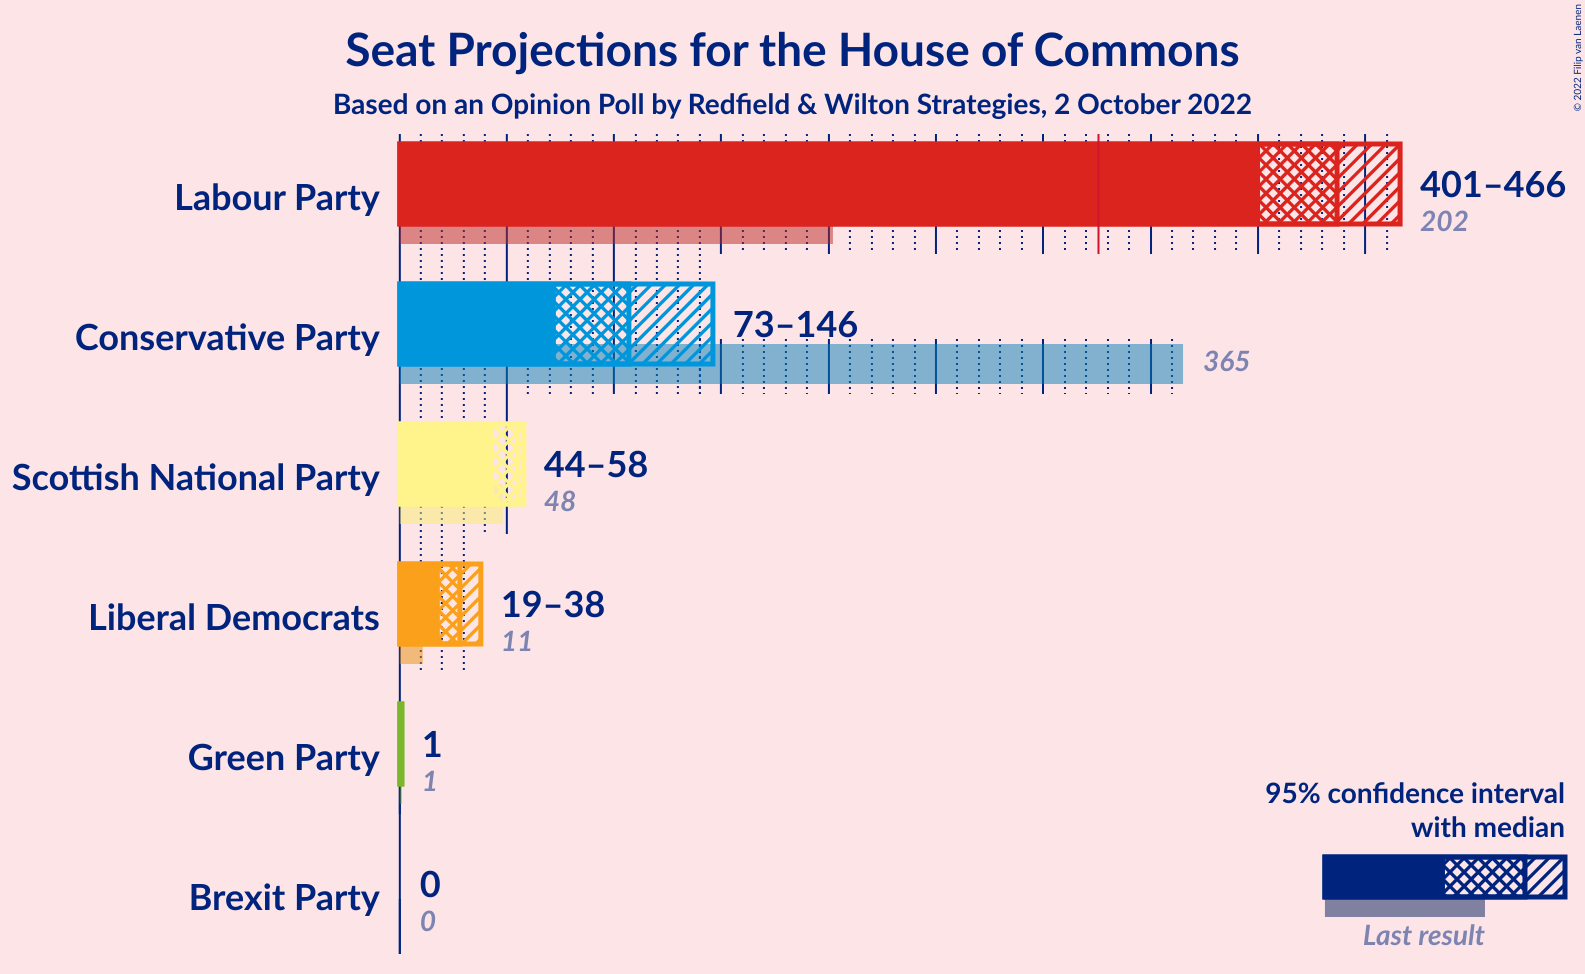 Seat Projections for the House of Commons
Based on an Opinion Poll by Redfield & Wilton Strategies, 2 October 2022
© 2022 Filip van Laenen
Labour Party
401–466
202
Conservative Party
73–146
365
Scottish National Party
44–58
48
Liberal Democrats
19–38
11
Green Party
1
1
Brexit Party
0
0
95% confidence interval
with median
Last result